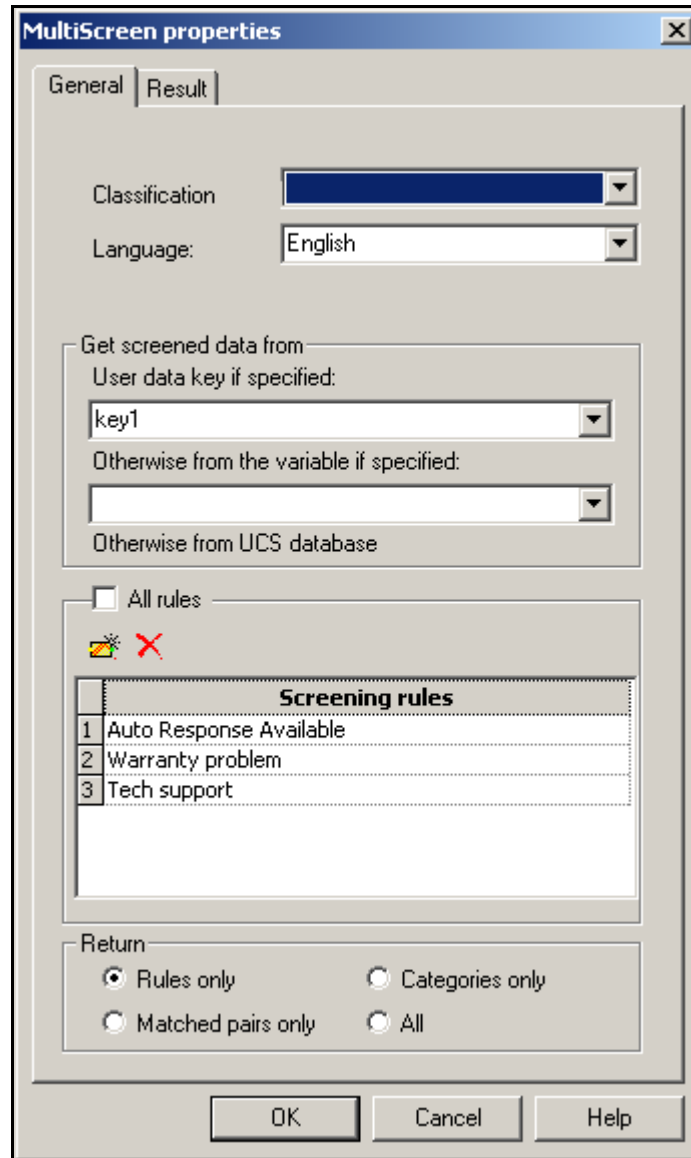 MultiScreen properties
General Result
Classification
Language: English
Get screened data from
User data key if specified:
key1
Otherwise from the variable if specified:
Otherwise from UCS database
All rules
Screening rules
1 Auto Response Available
2 Warranty problem
3 Tech support
Return
Rules only Categories only
Matched pairs only All
OK Cancel Help